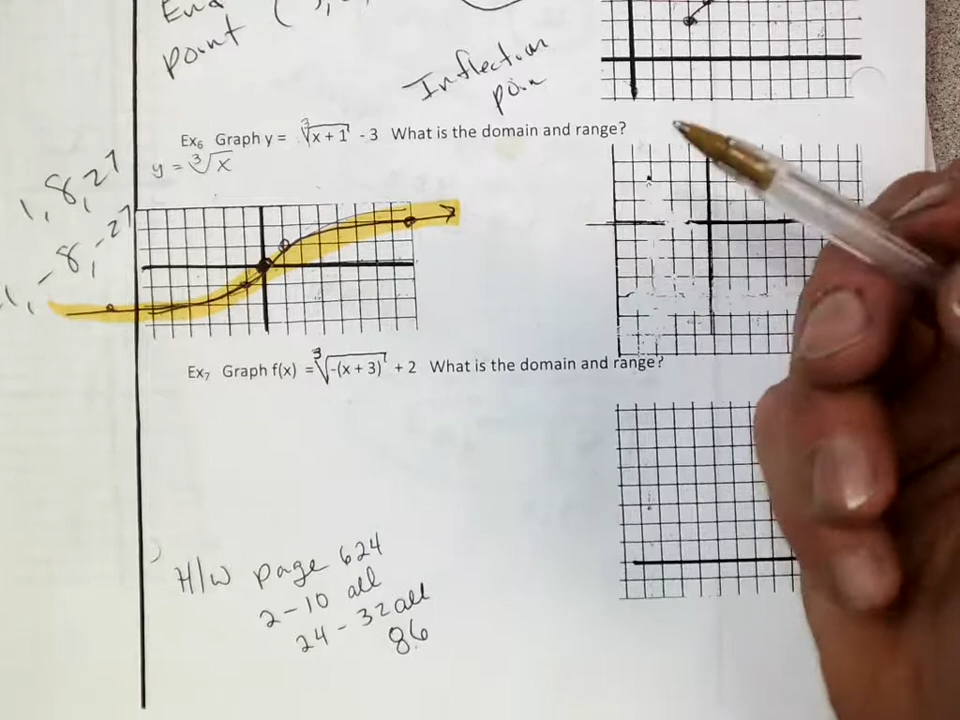 End
point (
Inflection
poin
Ex6 Graph y = ∛x + 1 - 3 What is the domain and range?
y = ∛x
1, 8, 27
-8, -27
Ex7 Graph f(x) = ∛-(x + 3) + 2 What is the domain and range?
H/W page 624
2 - 10 all
24 - 32 all
86